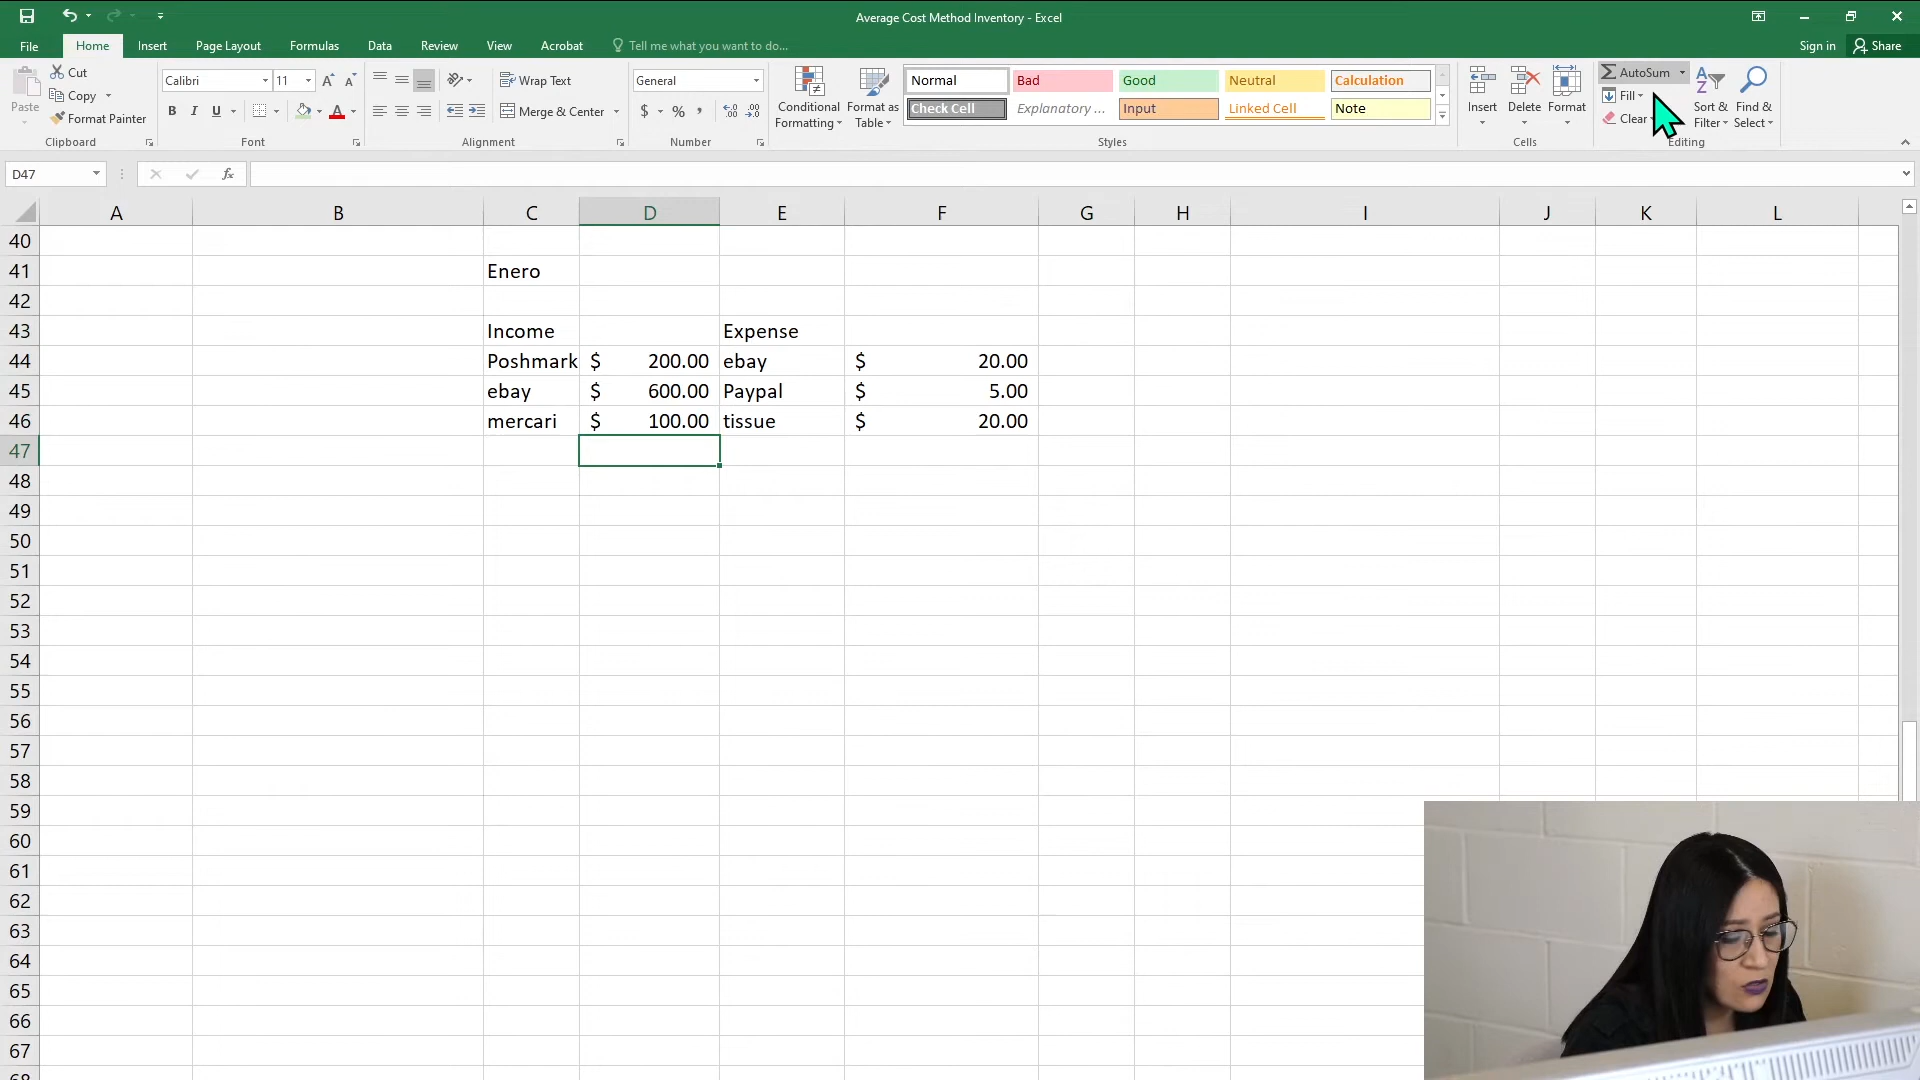 Average Cost Method Inventory - Excel
File Home Insert Page Layout Formulas Data Review View Acrobat Tell me what you want to do... Sign in Share
Paste
Cut
Copy
Format Painter
Clipboard
Calibri 11
B I U
Font
Wrap Text
Merge & Center
Alignment
General
$ % ,
Number
Conditional Formatting
Format as Table
Normal Bad Good Neutral Calculation
Check Cell Explanatory ... Input Linked Cell Note
Styles
Insert Delete Format
Cells
AutoSum
Fill
Clear
Sort & Filter
Find & Select
Editing
D47 fx
A B C D E F G H I J K L
40
41 Enero
42
43 Income Expense
44 Poshmark $ 200.00 ebay $ 20.00
45 ebay $ 600.00 Paypal $ 5.00
46 mercari $ 100.00 tissue $ 20.00
47
48
49
50
51
52
53
54
55
56
57
58
59
60
61
62
63
64
65
66
67